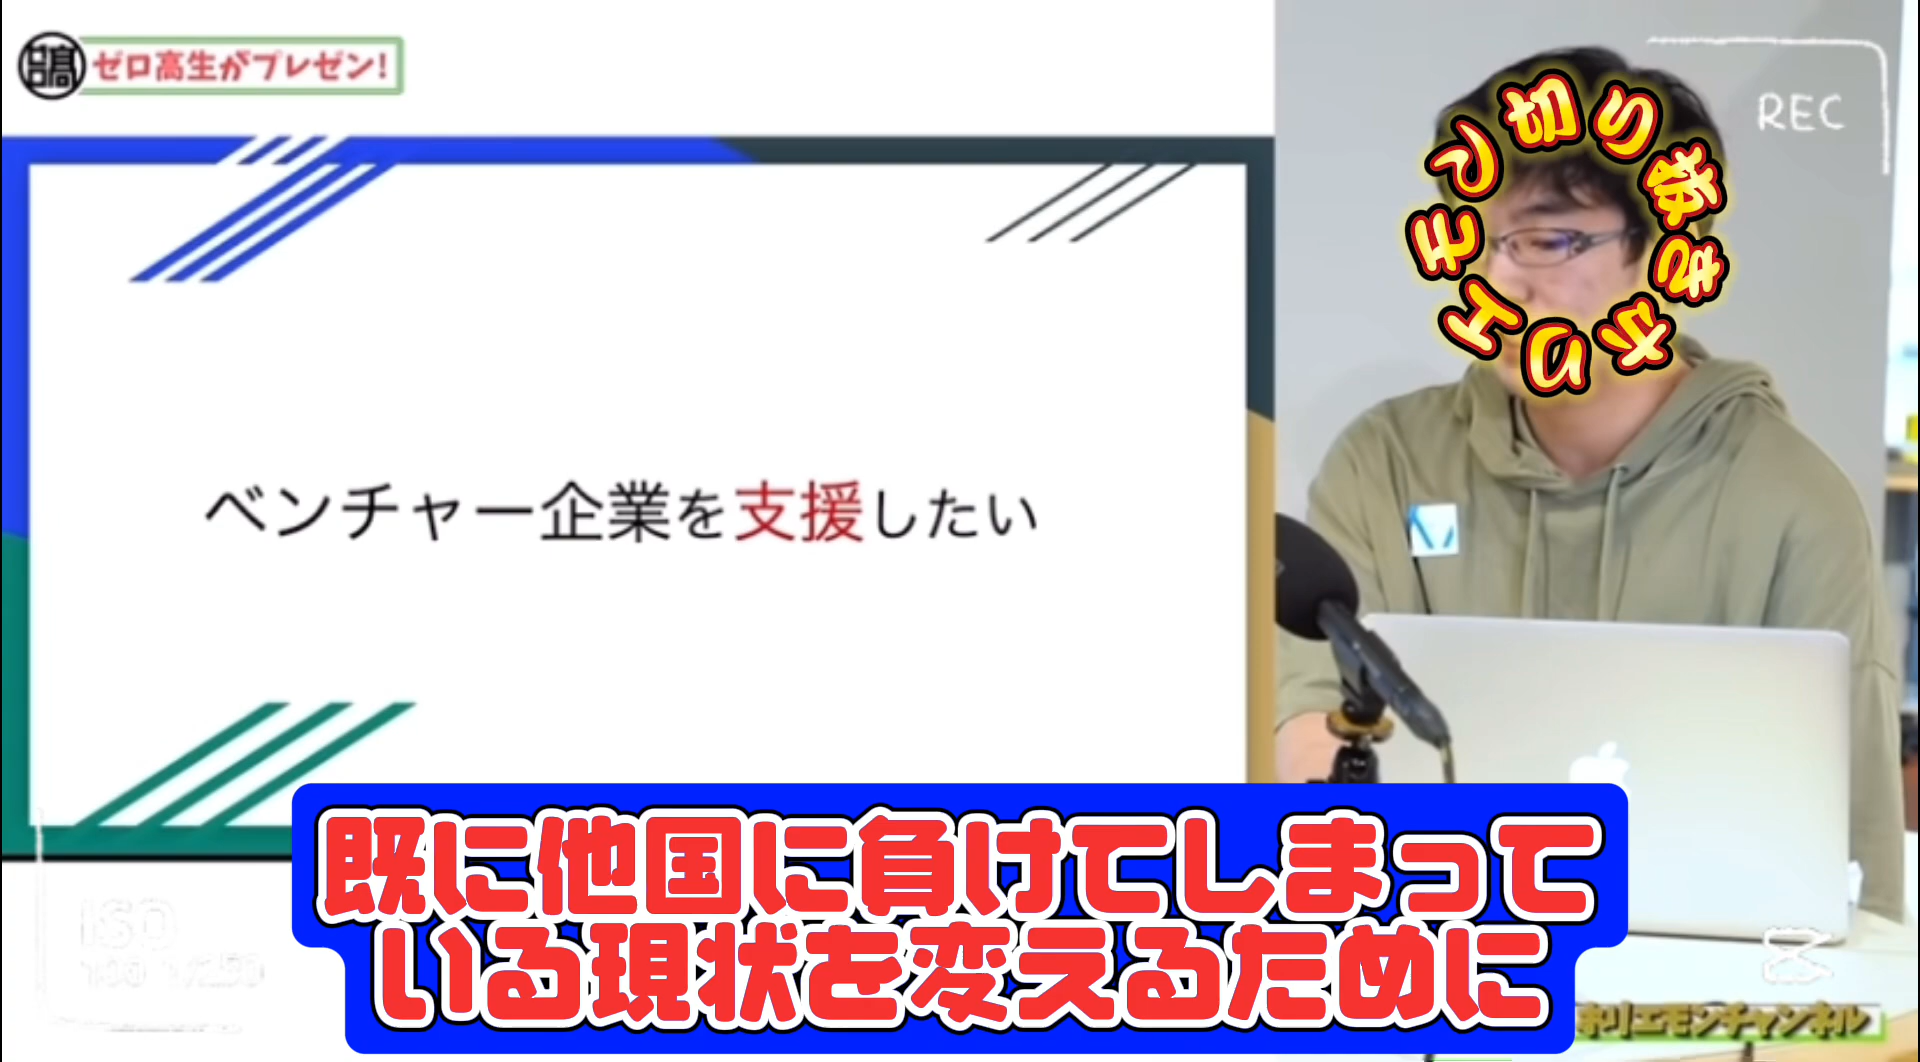 ゼロ高生がプレゼン!
REC
ホリエモン切り抜き
ベンチャー企業を支援したい
既に他国に負けてしまって
いる現状を変えるために
ISO
ホリエモンチャンネル